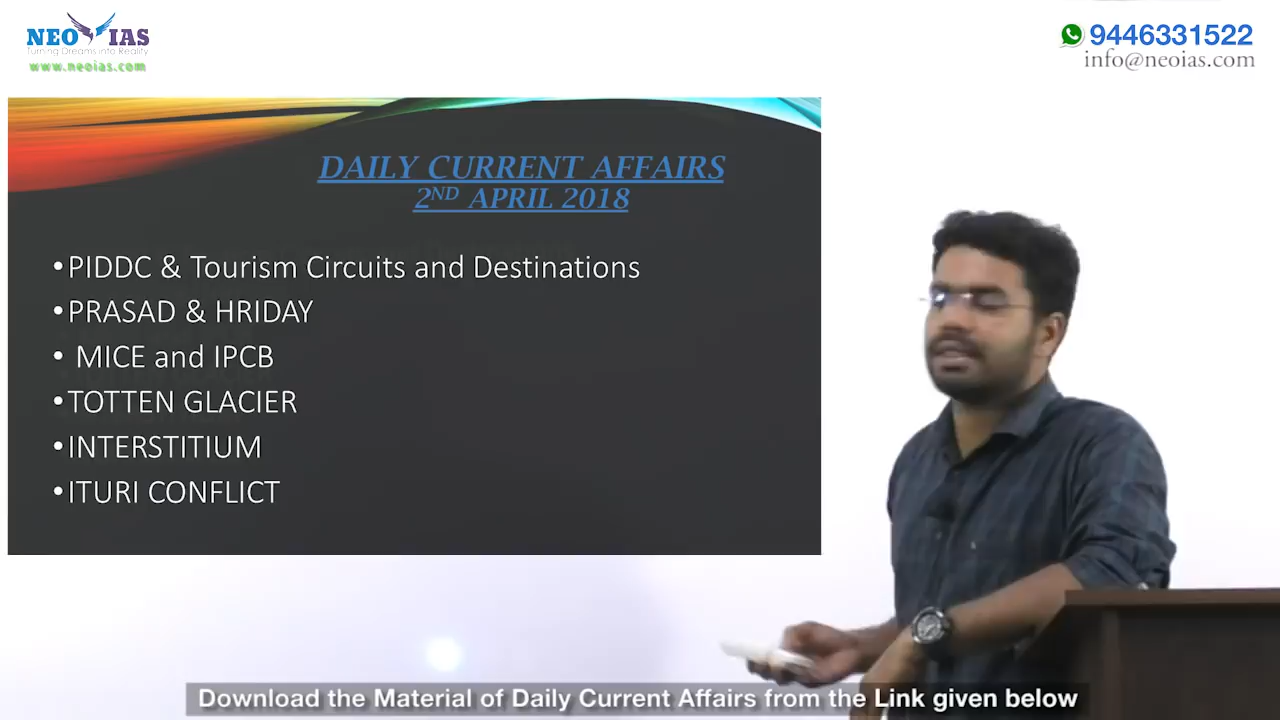 NEO IAS
Turning Dreams into Reality
www.neoias.com
9446331522
info@neoias.com
DAILY CURRENT AFFAIRS
2ND APRIL 2018
•PIDDC & Tourism Circuits and Destinations
•PRASAD & HRIDAY
• MICE and IPCB
•TOTTEN GLACIER
•INTERSTITIUM
•ITURI CONFLICT
Download the Material of Daily Current Affairs from the Link given below